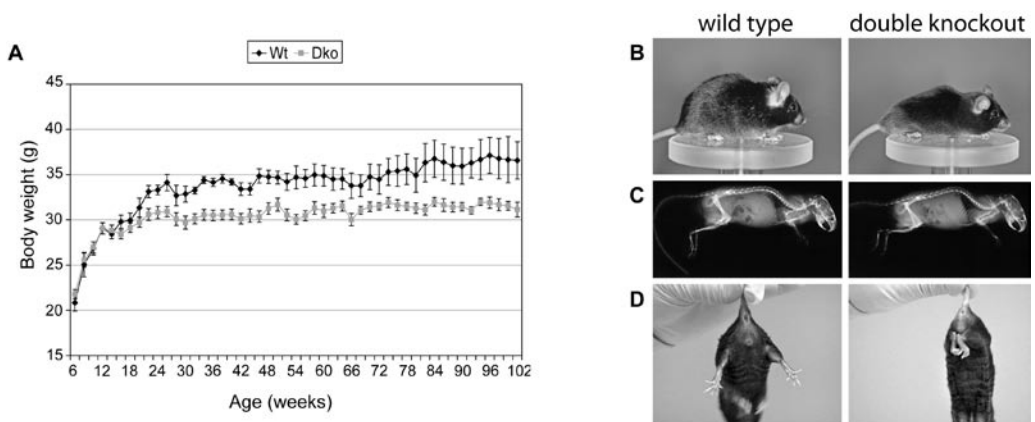 wild type double knockout
A
Wt Dko
B
45
40
35
30
25
20
15
Body weight (g)
6 12 18 24 30 36 42 48 54 60 66 72 78 84 90 96 102
Age (weeks)
C
D